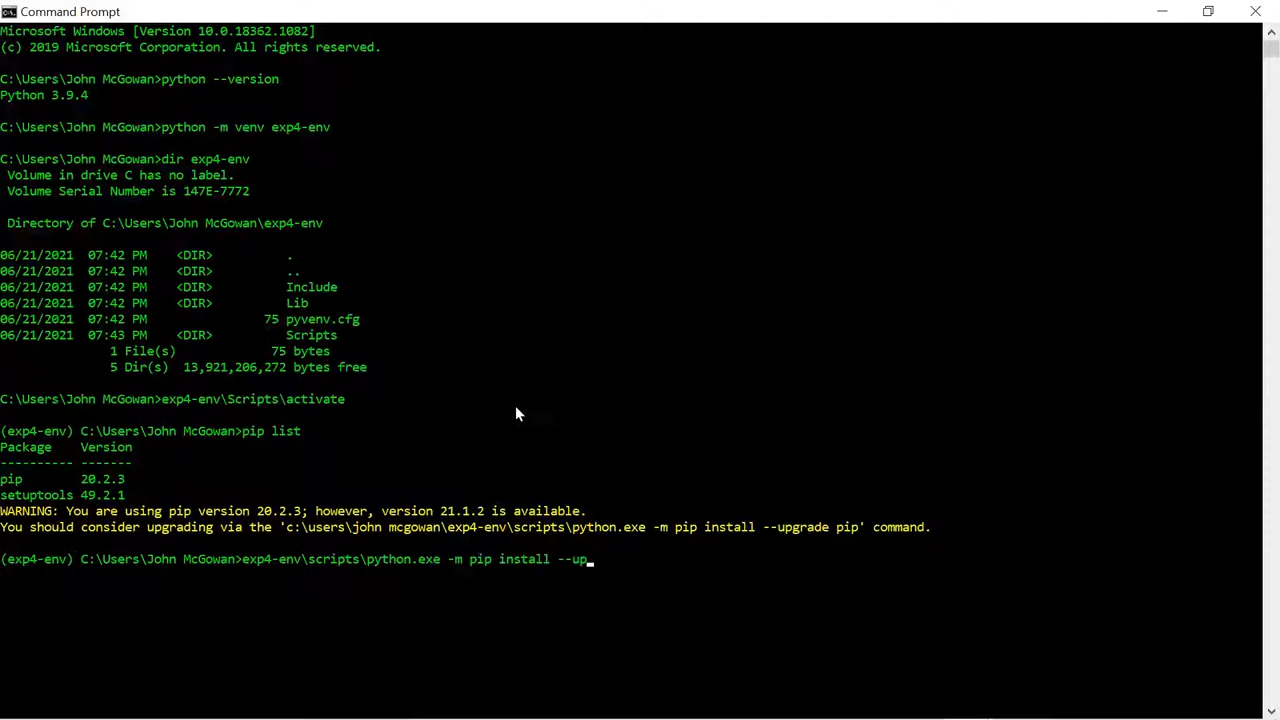 Command Prompt
Microsoft Windows [Version 10.0.18362.1082]
(c) 2019 Microsoft Corporation. All rights reserved.
C:\Users\John McGowan>python --version
Python 3.9.4
C:\Users\John McGowan>python -m venv exp4-env
C:\Users\John McGowan>dir exp4-env
 Volume in drive C has no label.
 Volume Serial Number is 147E-7772
 Directory of C:\Users\John McGowan\exp4-env
06/21/2021  07:42 PM    <DIR>          .
06/21/2021  07:42 PM    <DIR>          ..
06/21/2021  07:42 PM    <DIR>          Include
06/21/2021  07:42 PM    <DIR>          Lib
06/21/2021  07:42 PM                75 pyvenv.cfg
06/21/2021  07:43 PM    <DIR>          Scripts
               1 File(s)             75 bytes
               5 Dir(s)  13,921,206,272 bytes free
C:\Users\John McGowan>exp4-env\Scripts\activate
(exp4-env) C:\Users\John McGowan>pip list
Package    Version
---------- -------
pip        20.2.3
setuptools 49.2.1
WARNING: You are using pip version 20.2.3; however, version 21.1.2 is available.
You should consider upgrading via the 'c:\users\john mcgowan\exp4-env\scripts\python.exe -m pip install --upgrade pip' command.
(exp4-env) C:\Users\John McGowan>exp4-env\scripts\python.exe -m pip install --up